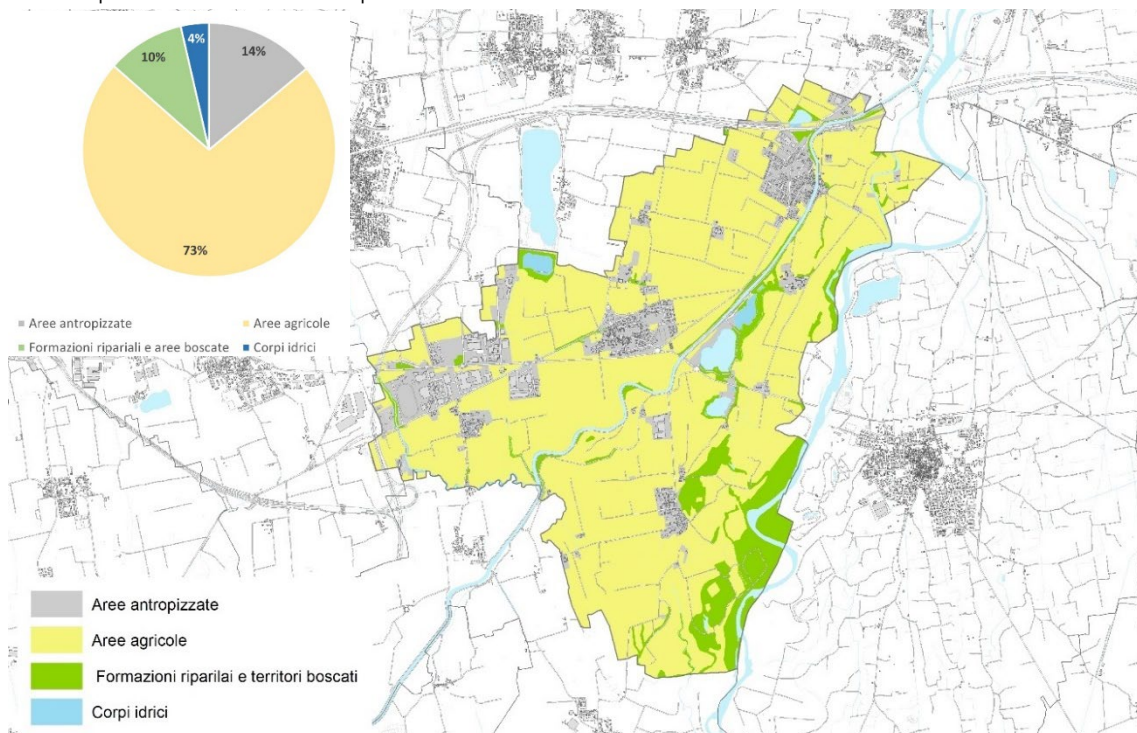 4%
14%
10%
73%
Aree antropizzate
Aree agricole
Formazioni ripariali e aree boscate
Corpi idrici
Aree antropizzate
Aree agricole
Formazioni riparilai e territori boscati
Corpi idrici